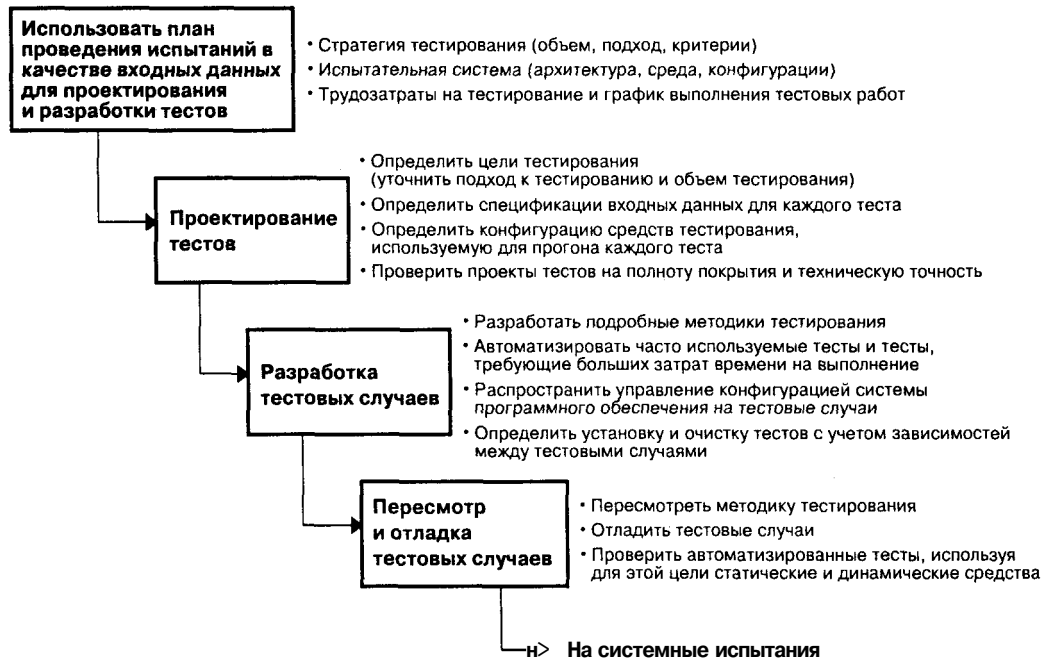 Использовать план
проведения испытаний в
качестве входных данных
для проектирования
и разработки тестов
• Стратегия тестирования (объем, подход, критерии)
• Испытательная система (архитектура, среда, конфигурации)
• Трудозатраты на тестирование и график выполнения тестовых работ
Проектирование
тестов
• Определить цели тестирования
(уточнить подход к тестированию и объем тестирования)
• Определить спецификации входных данных для каждого теста
• Определить конфигурацию средств тестирования,
используемую для прогона каждого теста
• Проверить проекты тестов на полноту покрытия и техническую точность
Разработка
тестовых случаев
• Разработать подробные методики тестирования
• Автоматизировать часто используемые тесты и тесты,
требующие больших затрат времени на выполнение
• Распространить управление конфигурацией системы
программного обеспечения на тестовые случаи
• Определить установку и очистку тестов с учетом зависимостей
между тестовыми случаями
Пересмотр
и отладка
тестовых случаев
• Пересмотреть методику тестирования
• Отладить тестовые случаи
• Проверить автоматизированные тесты, используя
для этой цели статические и динамические средства
н> На системные испытания